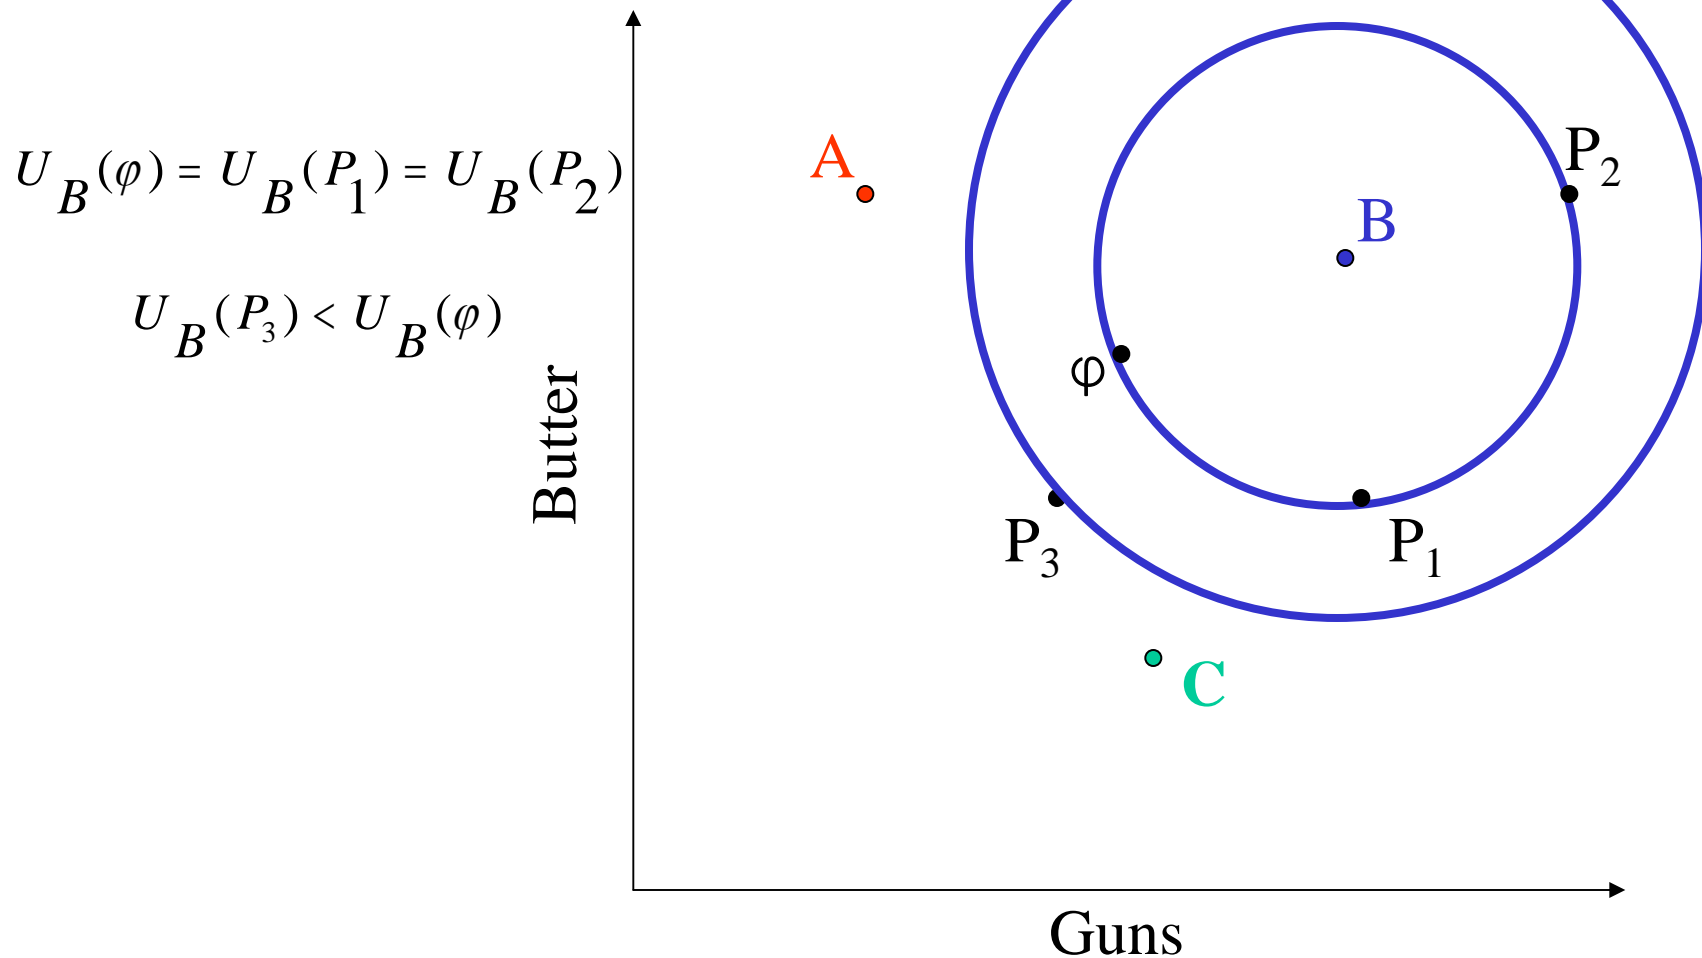 U_B(φ) = U_B(P_1) = U_B(P_2)
U_B(P_3) < U_B(φ)
Butter
A
B
P_2
φ
P_3
P_1
C
Guns